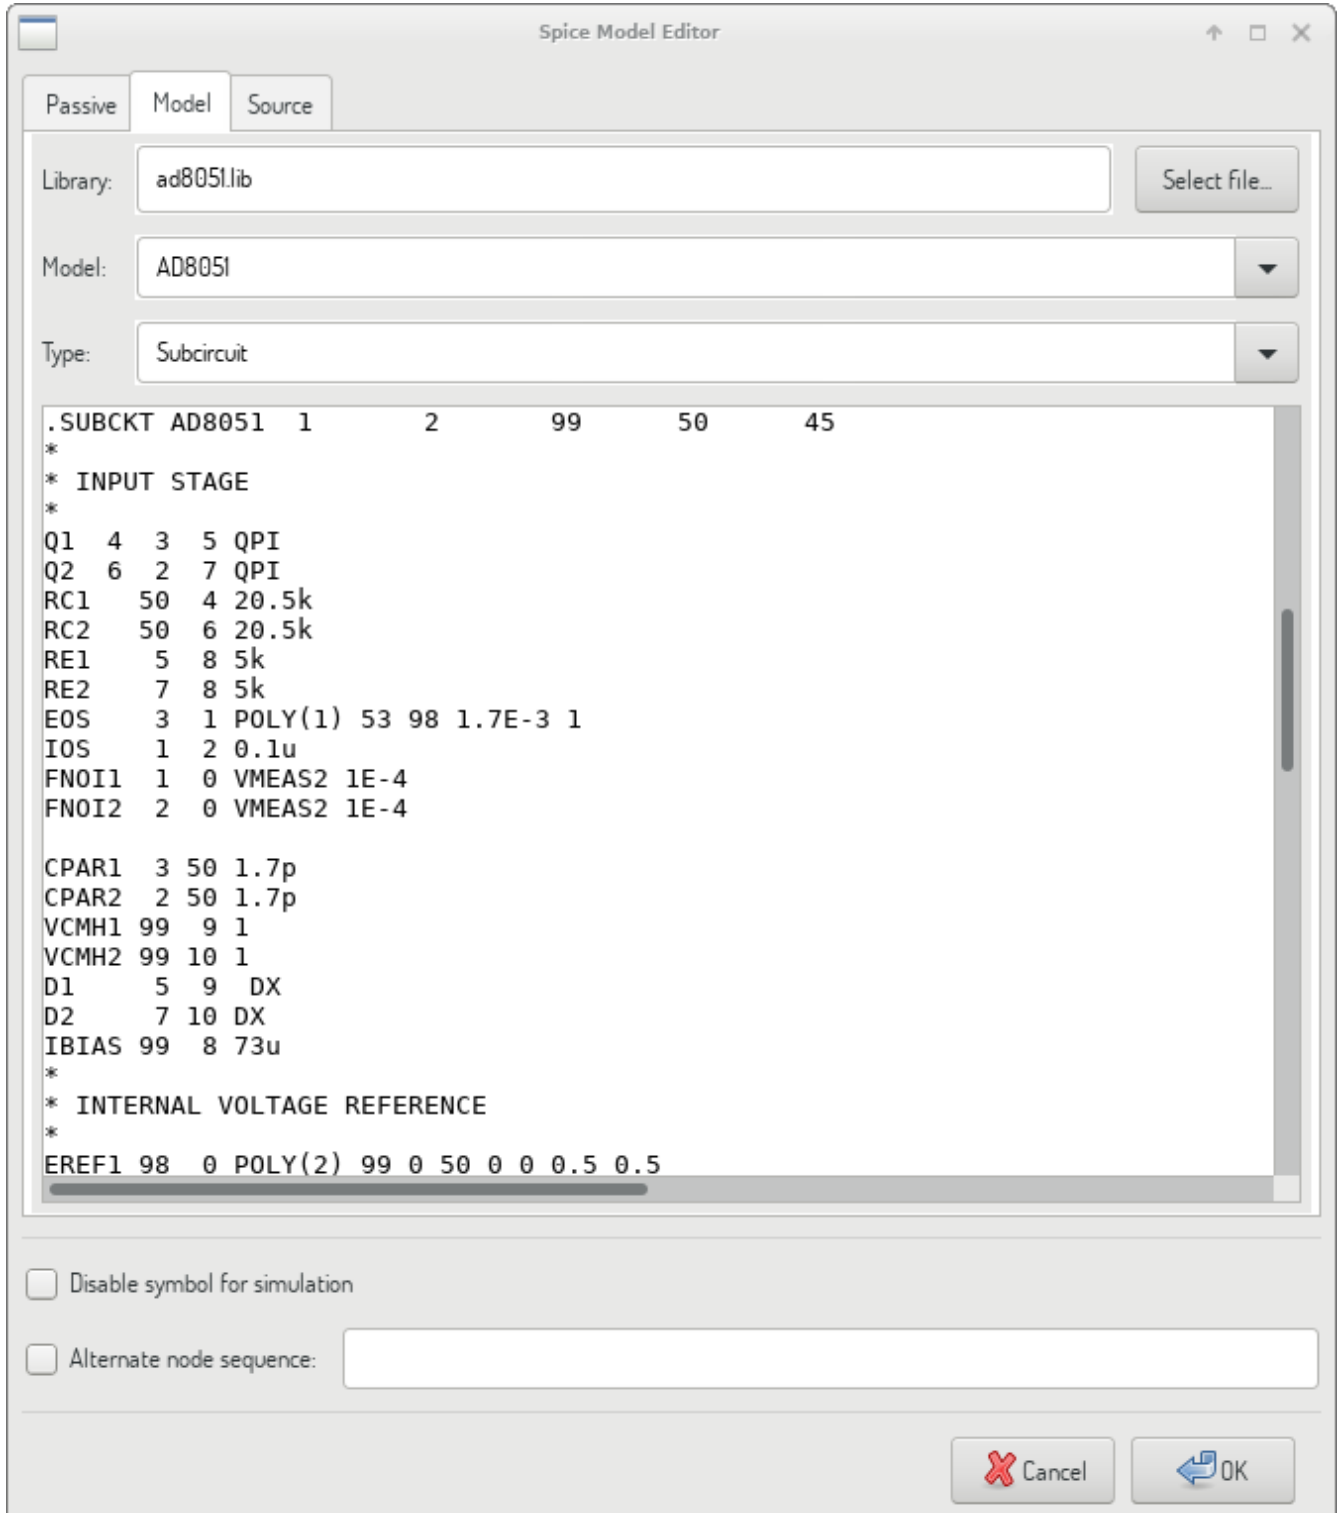 Spice Model Editor
Passive Model Source
Library: ad8051.lib Select file...
Model: AD8051
Type: Subcircuit
.SUBCKT AD8051  1       2       99      50      45
*
* INPUT STAGE
*
Q1  4  3  5 QPI
Q2  6  2  7 QPI
RC1   50  4 20.5k
RC2   50  6 20.5k
RE1    5  8 5k
RE2    7  8 5k
EOS    3  1 POLY(1) 53 98 1.7E-3 1
IOS    1  2 0.1u
FNOI1  1  0 VMEAS2 1E-4
FNOI2  2  0 VMEAS2 1E-4
CPAR1  3 50 1.7p
CPAR2  2 50 1.7p
VCMH1 99  9 1
VCMH2 99 10 1
D1     5  9  DX
D2     7 10 DX
IBIAS 99  8 73u
*
* INTERNAL VOLTAGE REFERENCE
*
EREF1 98  0 POLY(2) 99 0 50 0 0 0.5 0.5
Disable symbol for simulation
Alternate node sequence:
Cancel OK